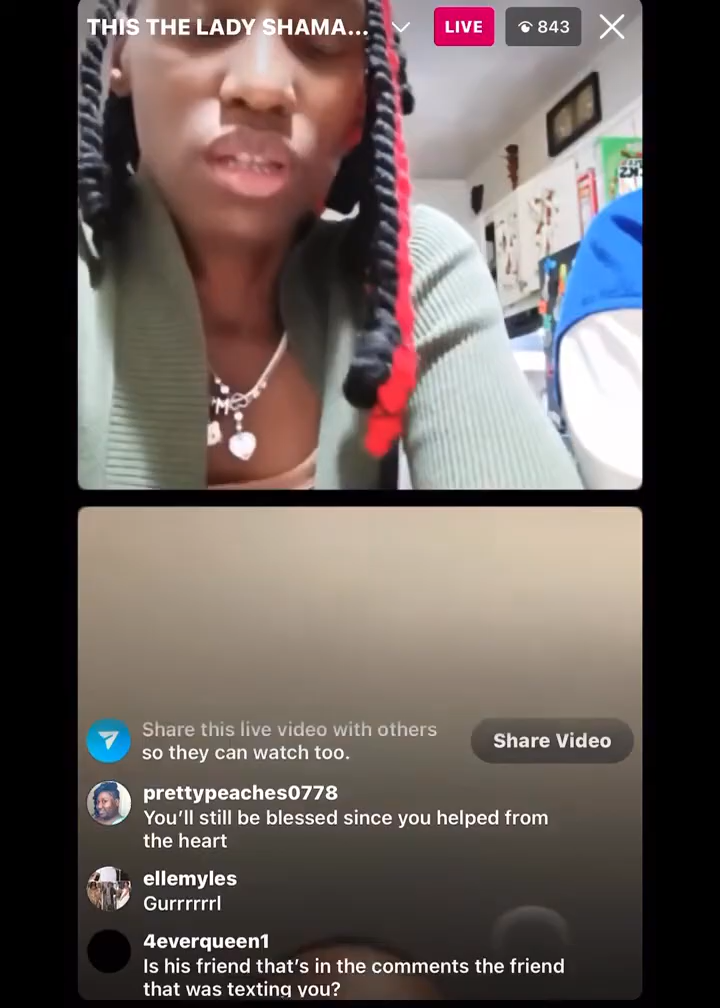 THIS THE LADY SHAMA... LIVE 843
Share this live video with others
so they can watch too.
Share Video
prettypeaches0778
You'll still be blessed since you helped from
the heart
ellemyles
Gurrrrrrl
4everqueen1
Is his friend that's in the comments the friend
that was texting you?